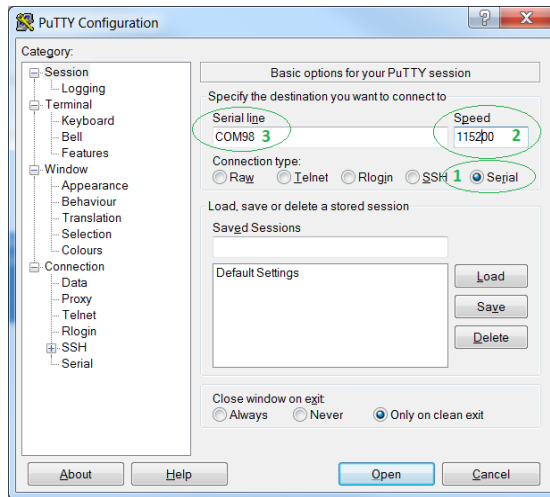 PuTTY Configuration
Category:
Session
Logging
Terminal
Keyboard
Bell
Features
Window
Appearance
Behaviour
Translation
Selection
Colours
Connection
Data
Proxy
Telnet
Rlogin
SSH
Serial
Basic options for your PuTTY session
Specify the destination you want to connect to
Serial line Speed
COM98 3 115200 2
Connection type:
Raw Telnet Rlogin SSH 1 Serial
Load, save or delete a stored session
Saved Sessions
Default Settings
Load
Save
Delete
Close window on exit:
Always Never Only on clean exit
About Help Open Cancel